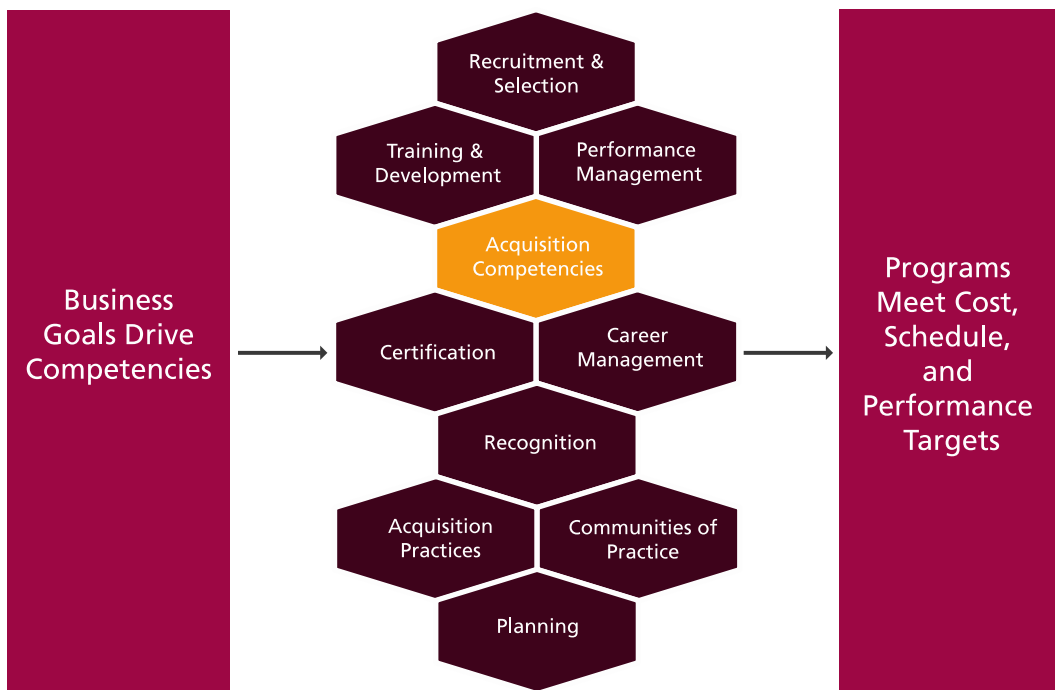 Business
Goals Drive
Competencies
Recruitment &
Selection
Training &
Development
Performance
Management
Acquisition
Competencies
Certification
Career
Management
Recognition
Acquisition
Practices
Communities of
Practice
Planning
Programs
Meet Cost,
Schedule,
and
Performance
Targets